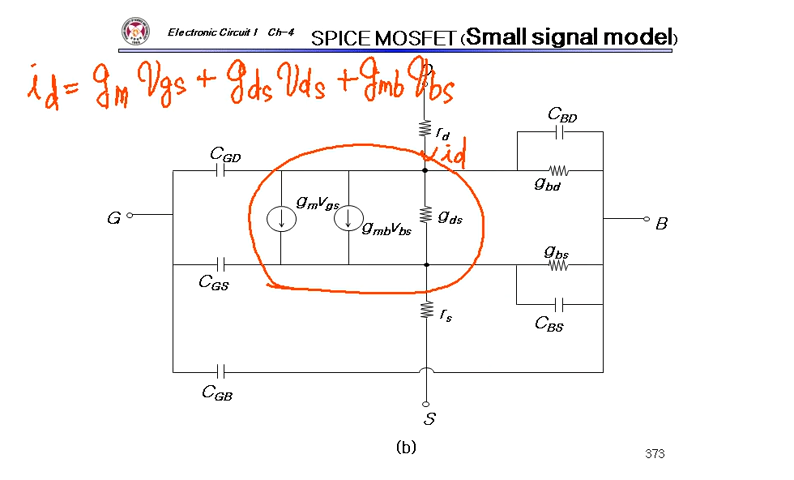 Electronic Circuit 1 Ch-4 SPICE MOSFET (Small signal model)
id = gm Vgs + gds Vds + gmb Vbs
rd
CBD
id
CGD
gbd
gmvgs
gmbvbs
gds
G
B
gbs
CGS
rs
CBS
CGB
S
(b)
373